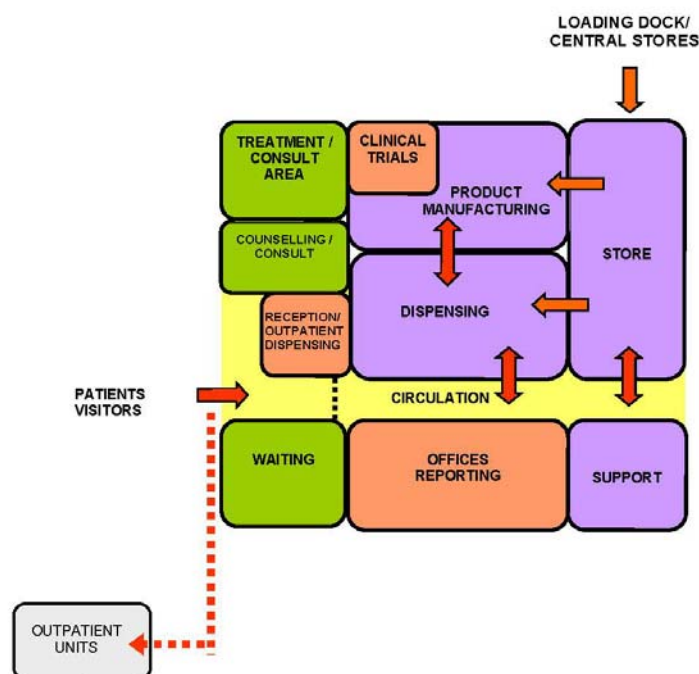 LOADING DOCK/
CENTRAL STORES
TREATMENT /
CONSULT
AREA
CLINICAL
TRIALS
PRODUCT
MANUFACTURING
COUNSELLING /
CONSULT
STORE
RECEPTION/
OUTPATIENT
DISPENSING
DISPENSING
PATIENTS
VISITORS
CIRCULATION
WAITING
OFFICES
REPORTING
SUPPORT
OUTPATIENT
UNITS